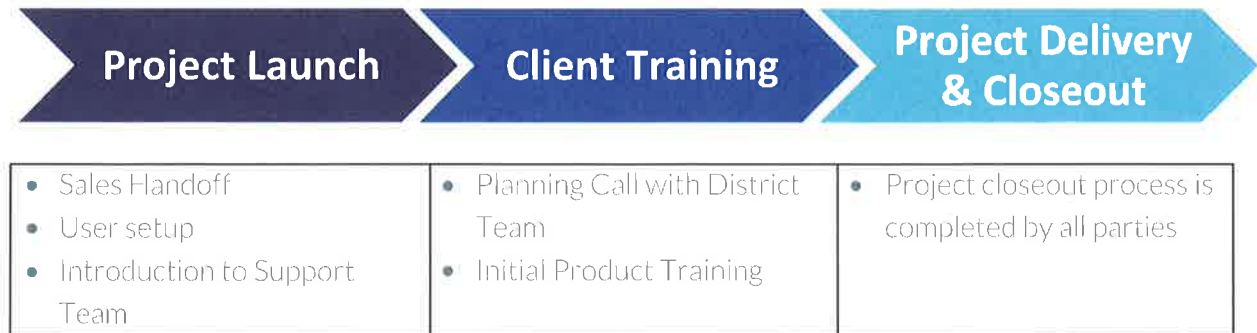 Project Launch
Client Training
Project Delivery
& Closeout
• Sales Handoff
• User setup
• Introduction to Support
Team
• Planning Call with District
Team
• Initial Product Training
• Project closeout process is
completed by all parties